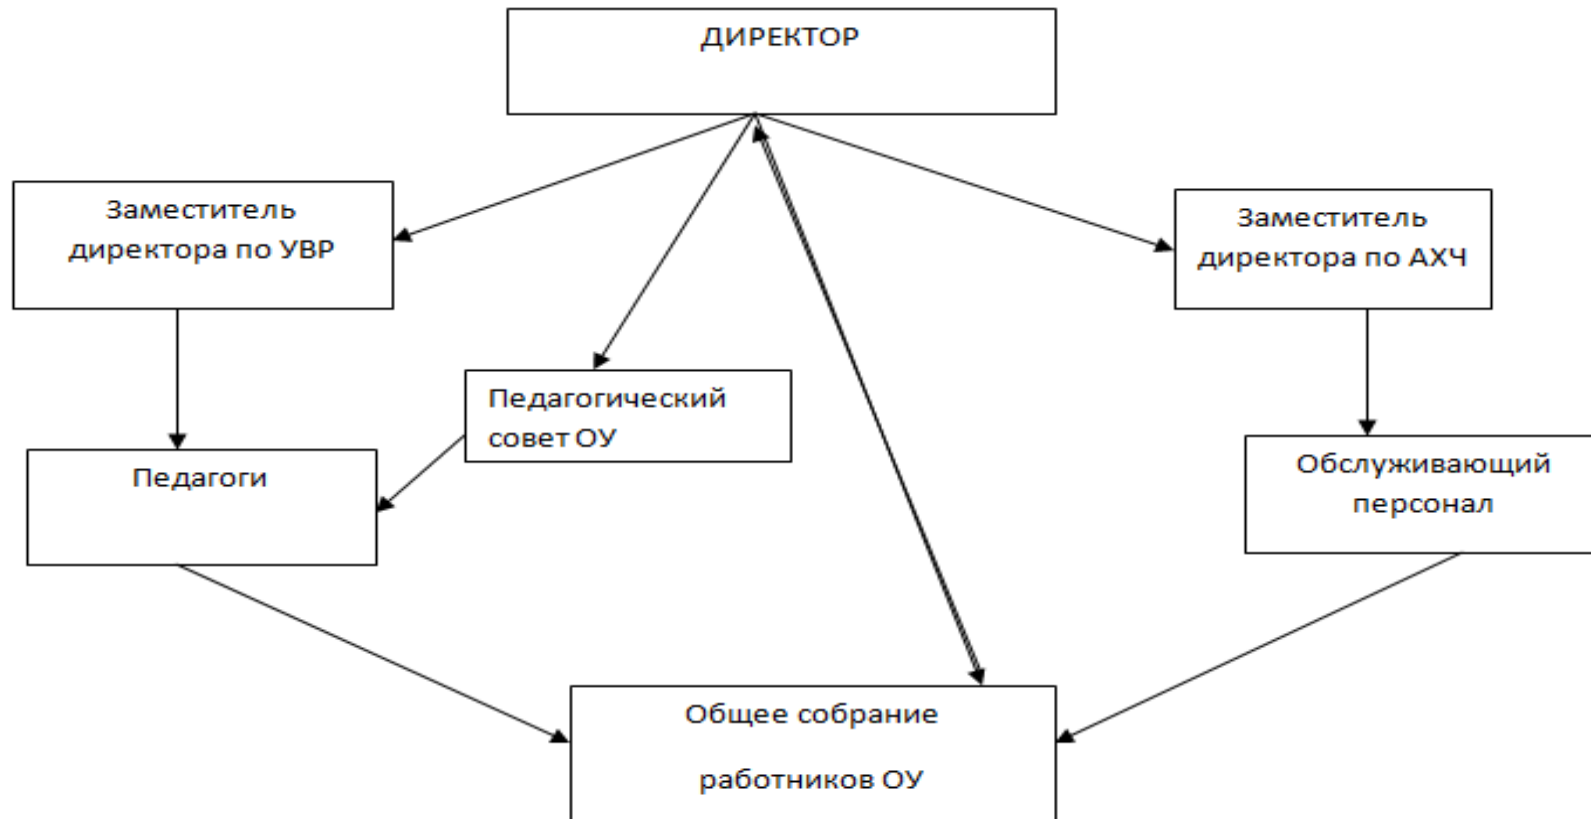 ДИРЕКТОР
Заместитель
директора по УВР
Заместитель
директора по АХЧ
Педагогический
совет ОУ
Педагоги
Обслуживающий
персонал
Общее собрание
работников ОУ